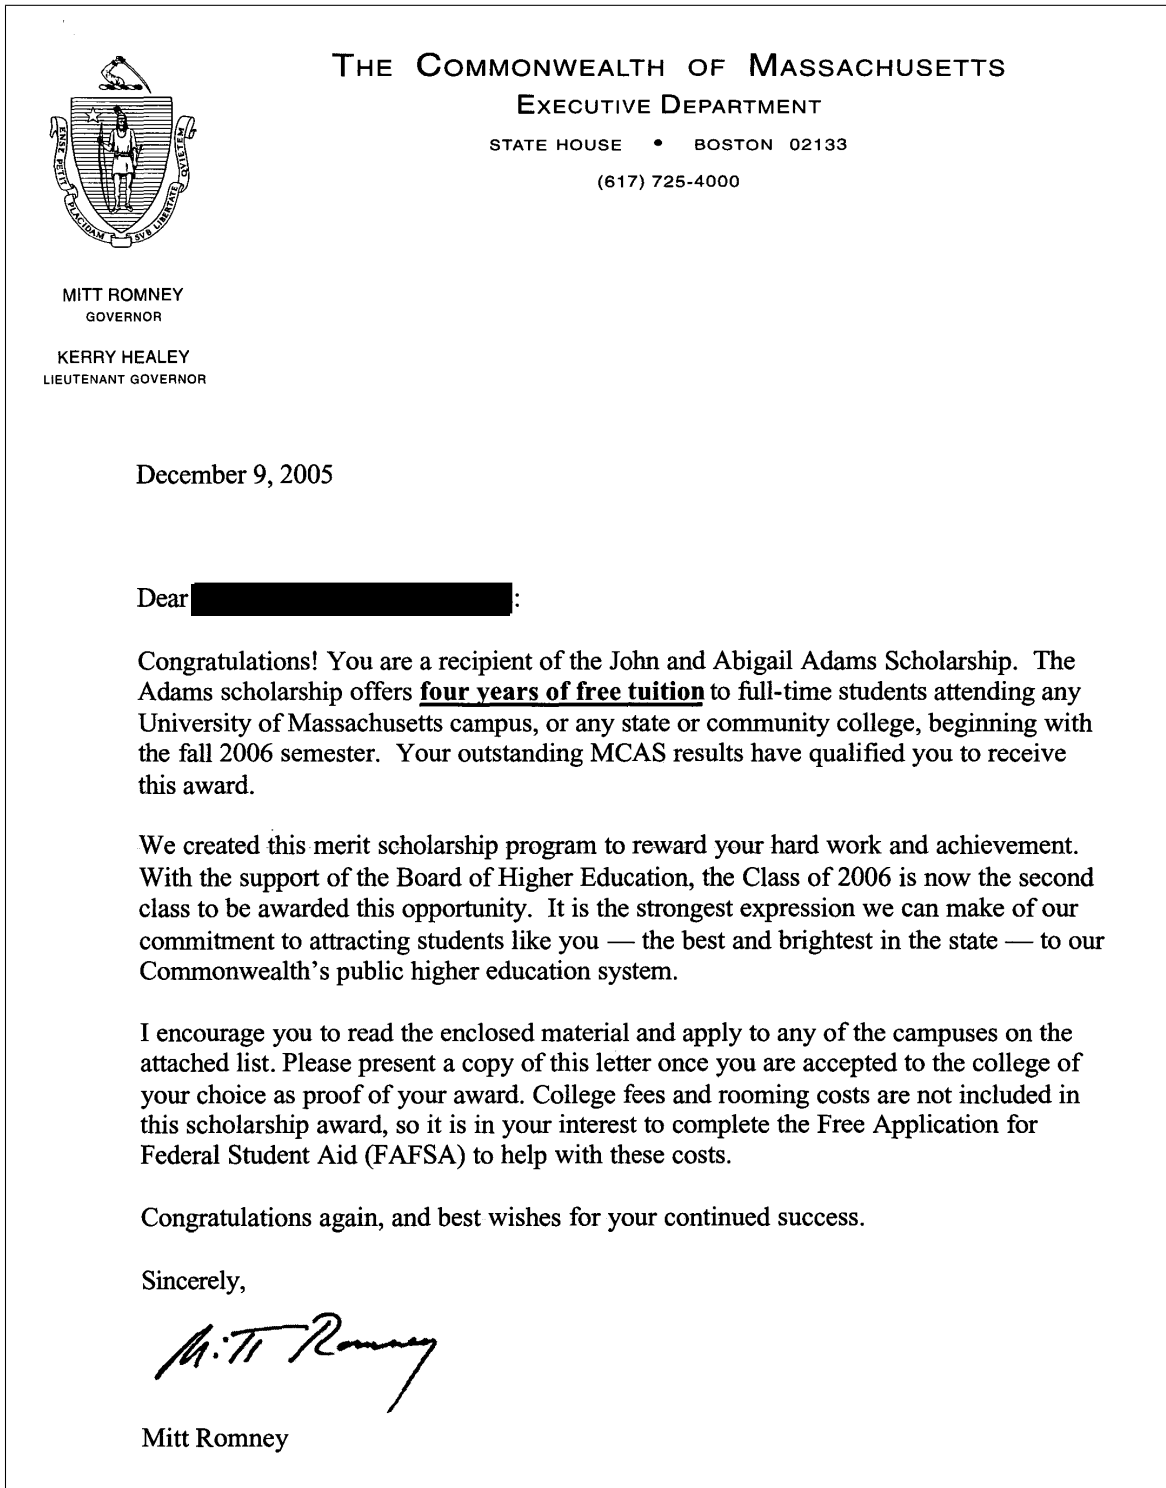 THE COMMONWEALTH OF MASSACHUSETTS
EXECUTIVE DEPARTMENT
STATE HOUSE • BOSTON 02133
(617) 725-4000
ENSE PETIT
PLACIDAM
SVB LIBERTATE
QVIETEM
MITT ROMNEY
GOVERNOR
KERRY HEALEY
LIEUTENANT GOVERNOR
December 9, 2005
Dear :
Congratulations! You are a recipient of the John and Abigail Adams Scholarship. The
Adams scholarship offers four years of free tuition to full-time students attending any
University of Massachusetts campus, or any state or community college, beginning with
the fall 2006 semester. Your outstanding MCAS results have qualified you to receive
this award.
We created this merit scholarship program to reward your hard work and achievement.
With the support of the Board of Higher Education, the Class of 2006 is now the second
class to be awarded this opportunity. It is the strongest expression we can make of our
commitment to attracting students like you — the best and brightest in the state — to our
Commonwealth's public higher education system.
I encourage you to read the enclosed material and apply to any of the campuses on the
attached list. Please present a copy of this letter once you are accepted to the college of
your choice as proof of your award. College fees and rooming costs are not included in
this scholarship award, so it is in your interest to complete the Free Application for
Federal Student Aid (FAFSA) to help with these costs.
Congratulations again, and best wishes for your continued success.
Sincerely,
Mitt Romney
Mitt Romney